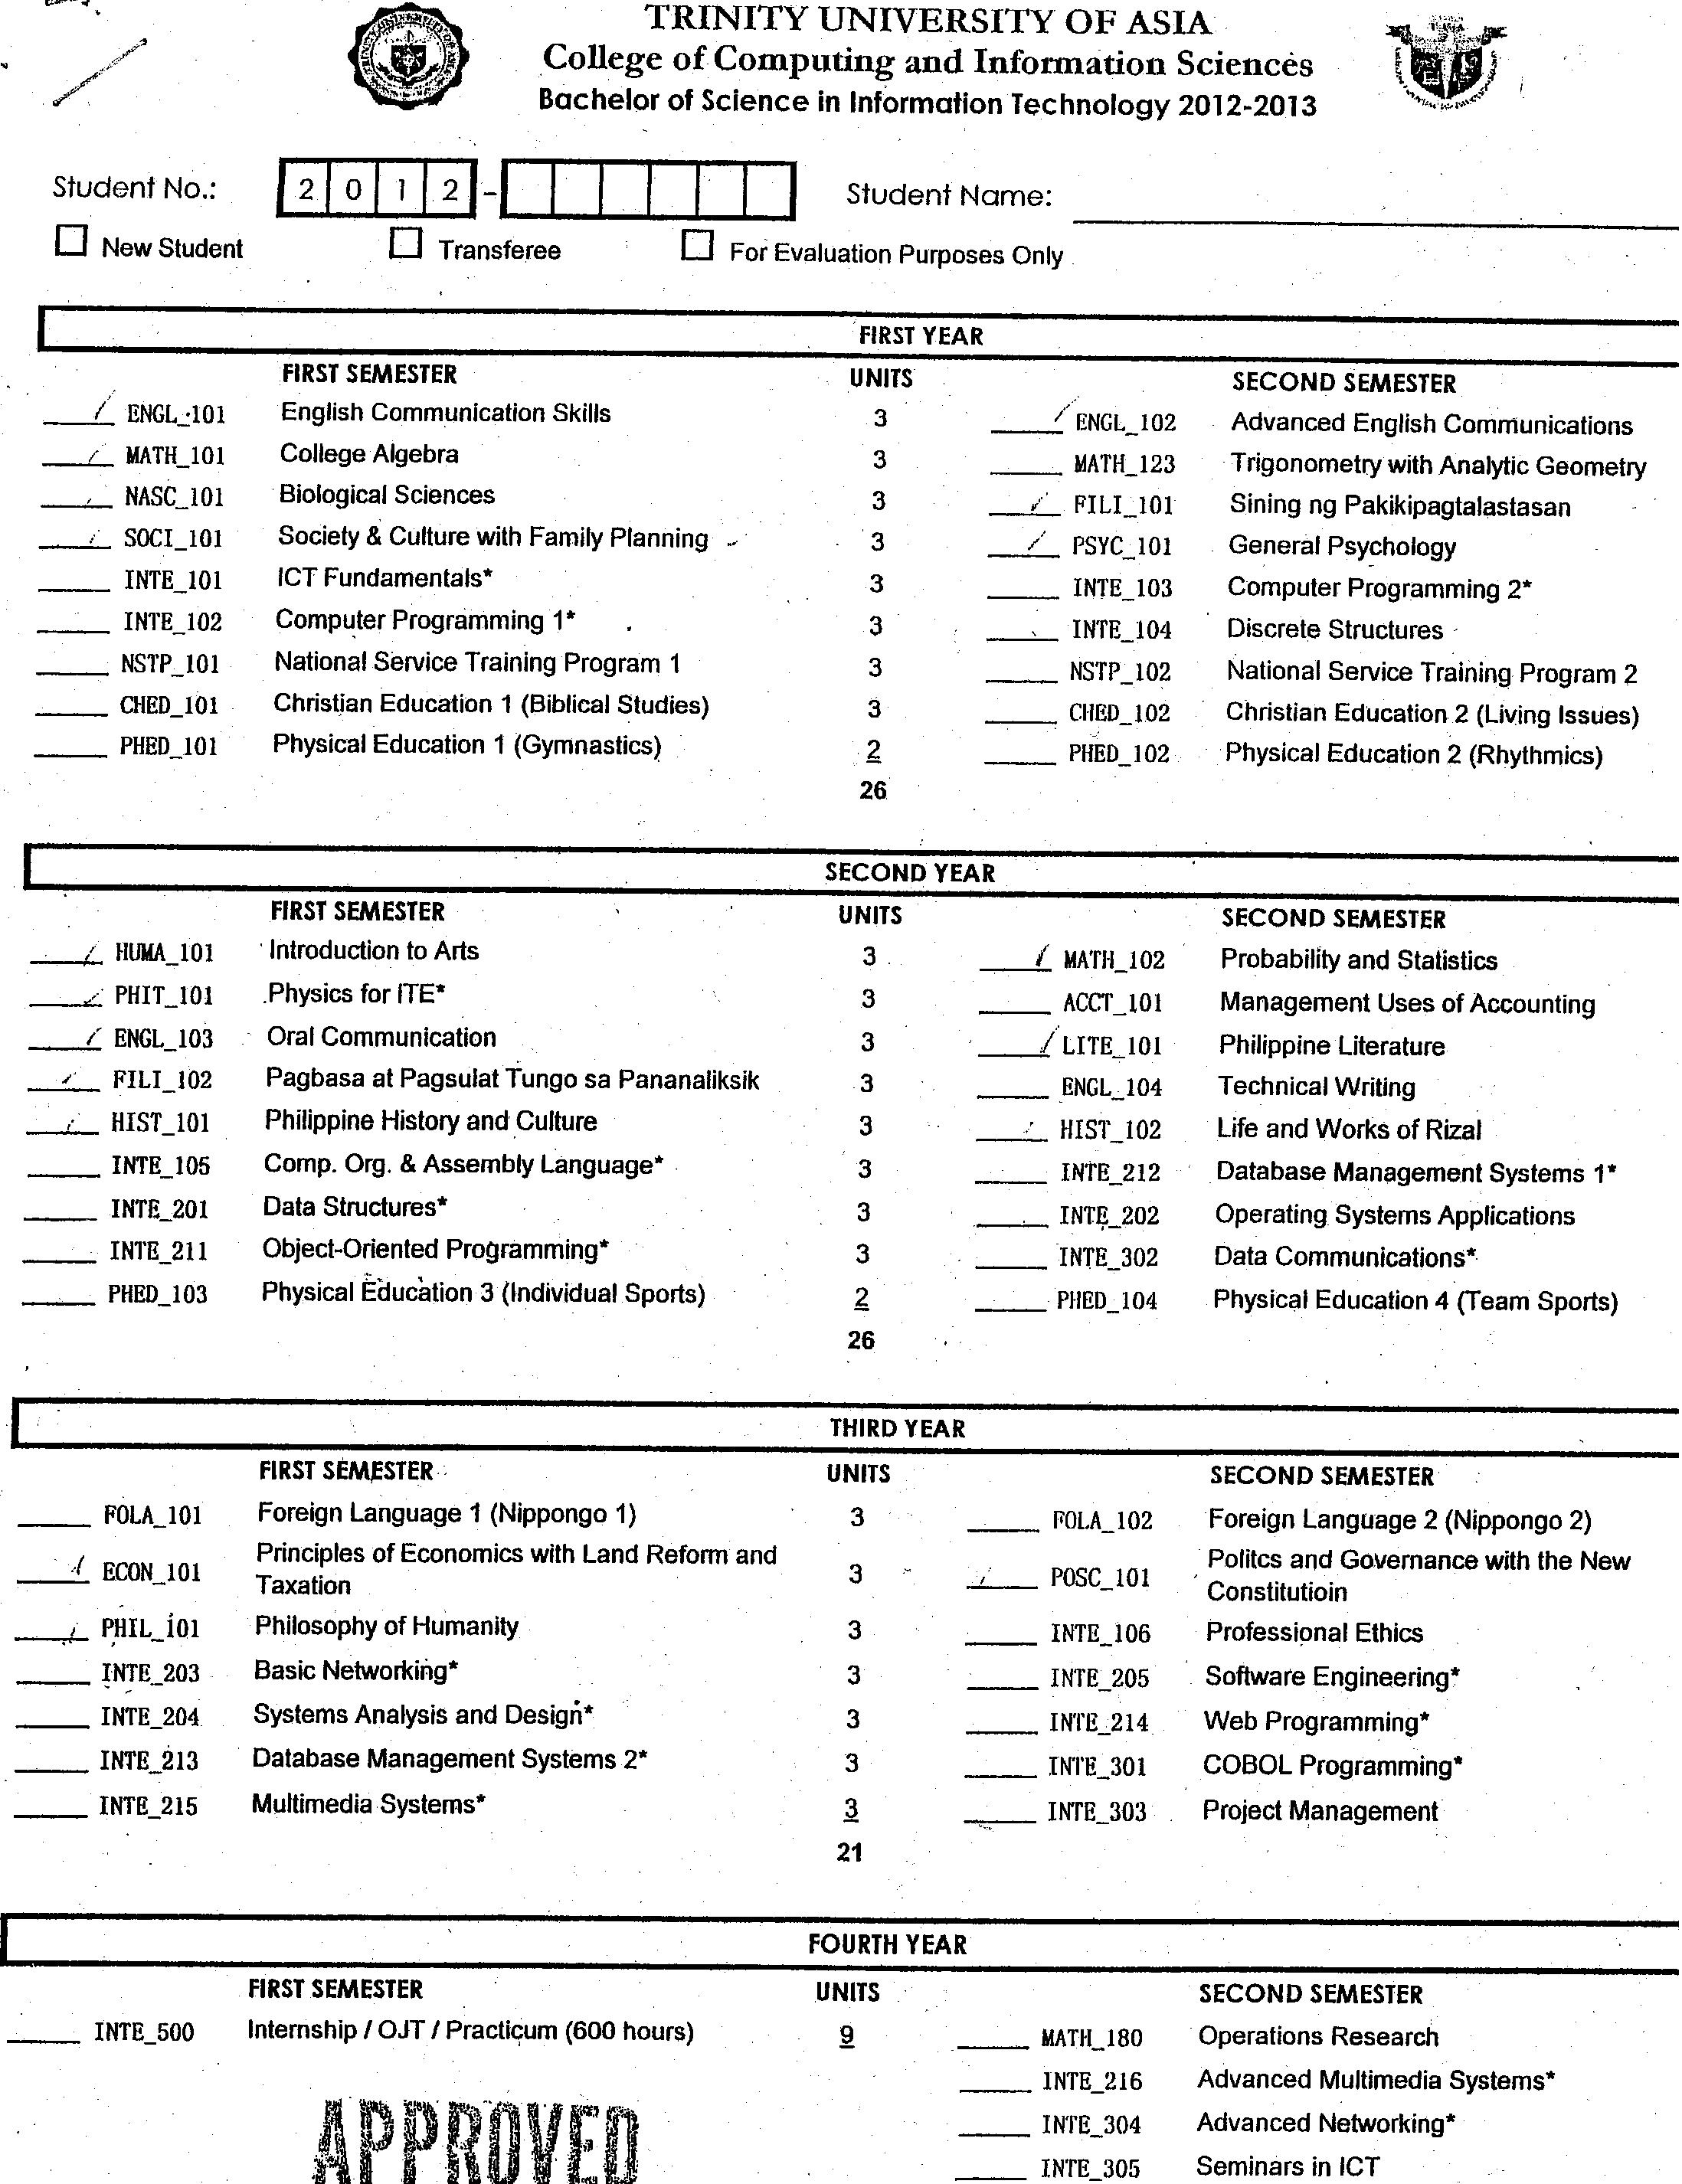 TRINITY UNIVERSITY OF ASIA
College of Computing and Information Sciences
Bachelor of Science in Information Technology 2012-2013
Student No.: 2 0 1 2 - Student Name:
New Student Transferee For Evaluation Purposes Only
FIRST YEAR
FIRST SEMESTER UNITS SECOND SEMESTER
ENGL_101 English Communication Skills 3 ENGL_102 Advanced English Communications
MATH_101 College Algebra 3 MATH_123 Trigonometry with Analytic Geometry
NASC_101 Biological Sciences 3 FILI_101 Sining ng Pakikipagtalastasan
SOCI_101 Society & Culture with Family Planning 3 PSYC_101 General Psychology
INTE_101 ICT Fundamentals* 3 INTE_103 Computer Programming 2*
INTE_102 Computer Programming 1* 3 INTE_104 Discrete Structures
NSTP_101 National Service Training Program 1 3 NSTP_102 National Service Training Program 2
CHED_101 Christian Education 1 (Biblical Studies) 3 CHED_102 Christian Education 2 (Living Issues)
PHED_101 Physical Education 1 (Gymnastics) 2 PHED_102 Physical Education 2 (Rhythmics)
26
SECOND YEAR
FIRST SEMESTER UNITS SECOND SEMESTER
HUMA_101 Introduction to Arts 3 MATH_102 Probability and Statistics
PHIT_101 Physics for ITE* 3 ACCT_101 Management Uses of Accounting
ENGL_103 Oral Communication 3 LITE_101 Philippine Literature
FILI_102 Pagbasa at Pagsulat Tungo sa Pananaliksik 3 ENGL_104 Technical Writing
HIST_101 Philippine History and Culture 3 HIST_102 Life and Works of Rizal
INTE_105 Comp. Org. & Assembly Language* 3 INTE_212 Database Management Systems 1*
INTE_201 Data Structures* 3 INTE_202 Operating Systems Applications
INTE_211 Object-Oriented Programming* 3 INTE_302 Data Communications*
PHED_103 Physical Education 3 (Individual Sports) 2 PHED_104 Physical Education 4 (Team Sports)
26
THIRD YEAR
FIRST SEMESTER UNITS SECOND SEMESTER
FOLA_101 Foreign Language 1 (Nippongo 1) 3 FOLA_102 Foreign Language 2 (Nippongo 2)
ECON_101 Principles of Economics with Land Reform and Taxation 3 POSC_101 Politcs and Governance with the New Constitutioin
PHIL_101 Philosophy of Humanity 3 INTE_106 Professional Ethics
INTE_203 Basic Networking* 3 INTE_205 Software Engineering*
INTE_204 Systems Analysis and Design* 3 INTE_214 Web Programming*
INTE_213 Database Management Systems 2* 3 INTE_301 COBOL Programming*
INTE_215 Multimedia Systems* 3 INTE_303 Project Management
21
FOURTH YEAR
FIRST SEMESTER UNITS SECOND SEMESTER
INTE_500 Internship / OJT / Practicum (600 hours) 9 MATH_180 Operations Research
INTE_216 Advanced Multimedia Systems*
INTE_304 Advanced Networking*
APPROVED INTE_305 Seminars in ICT